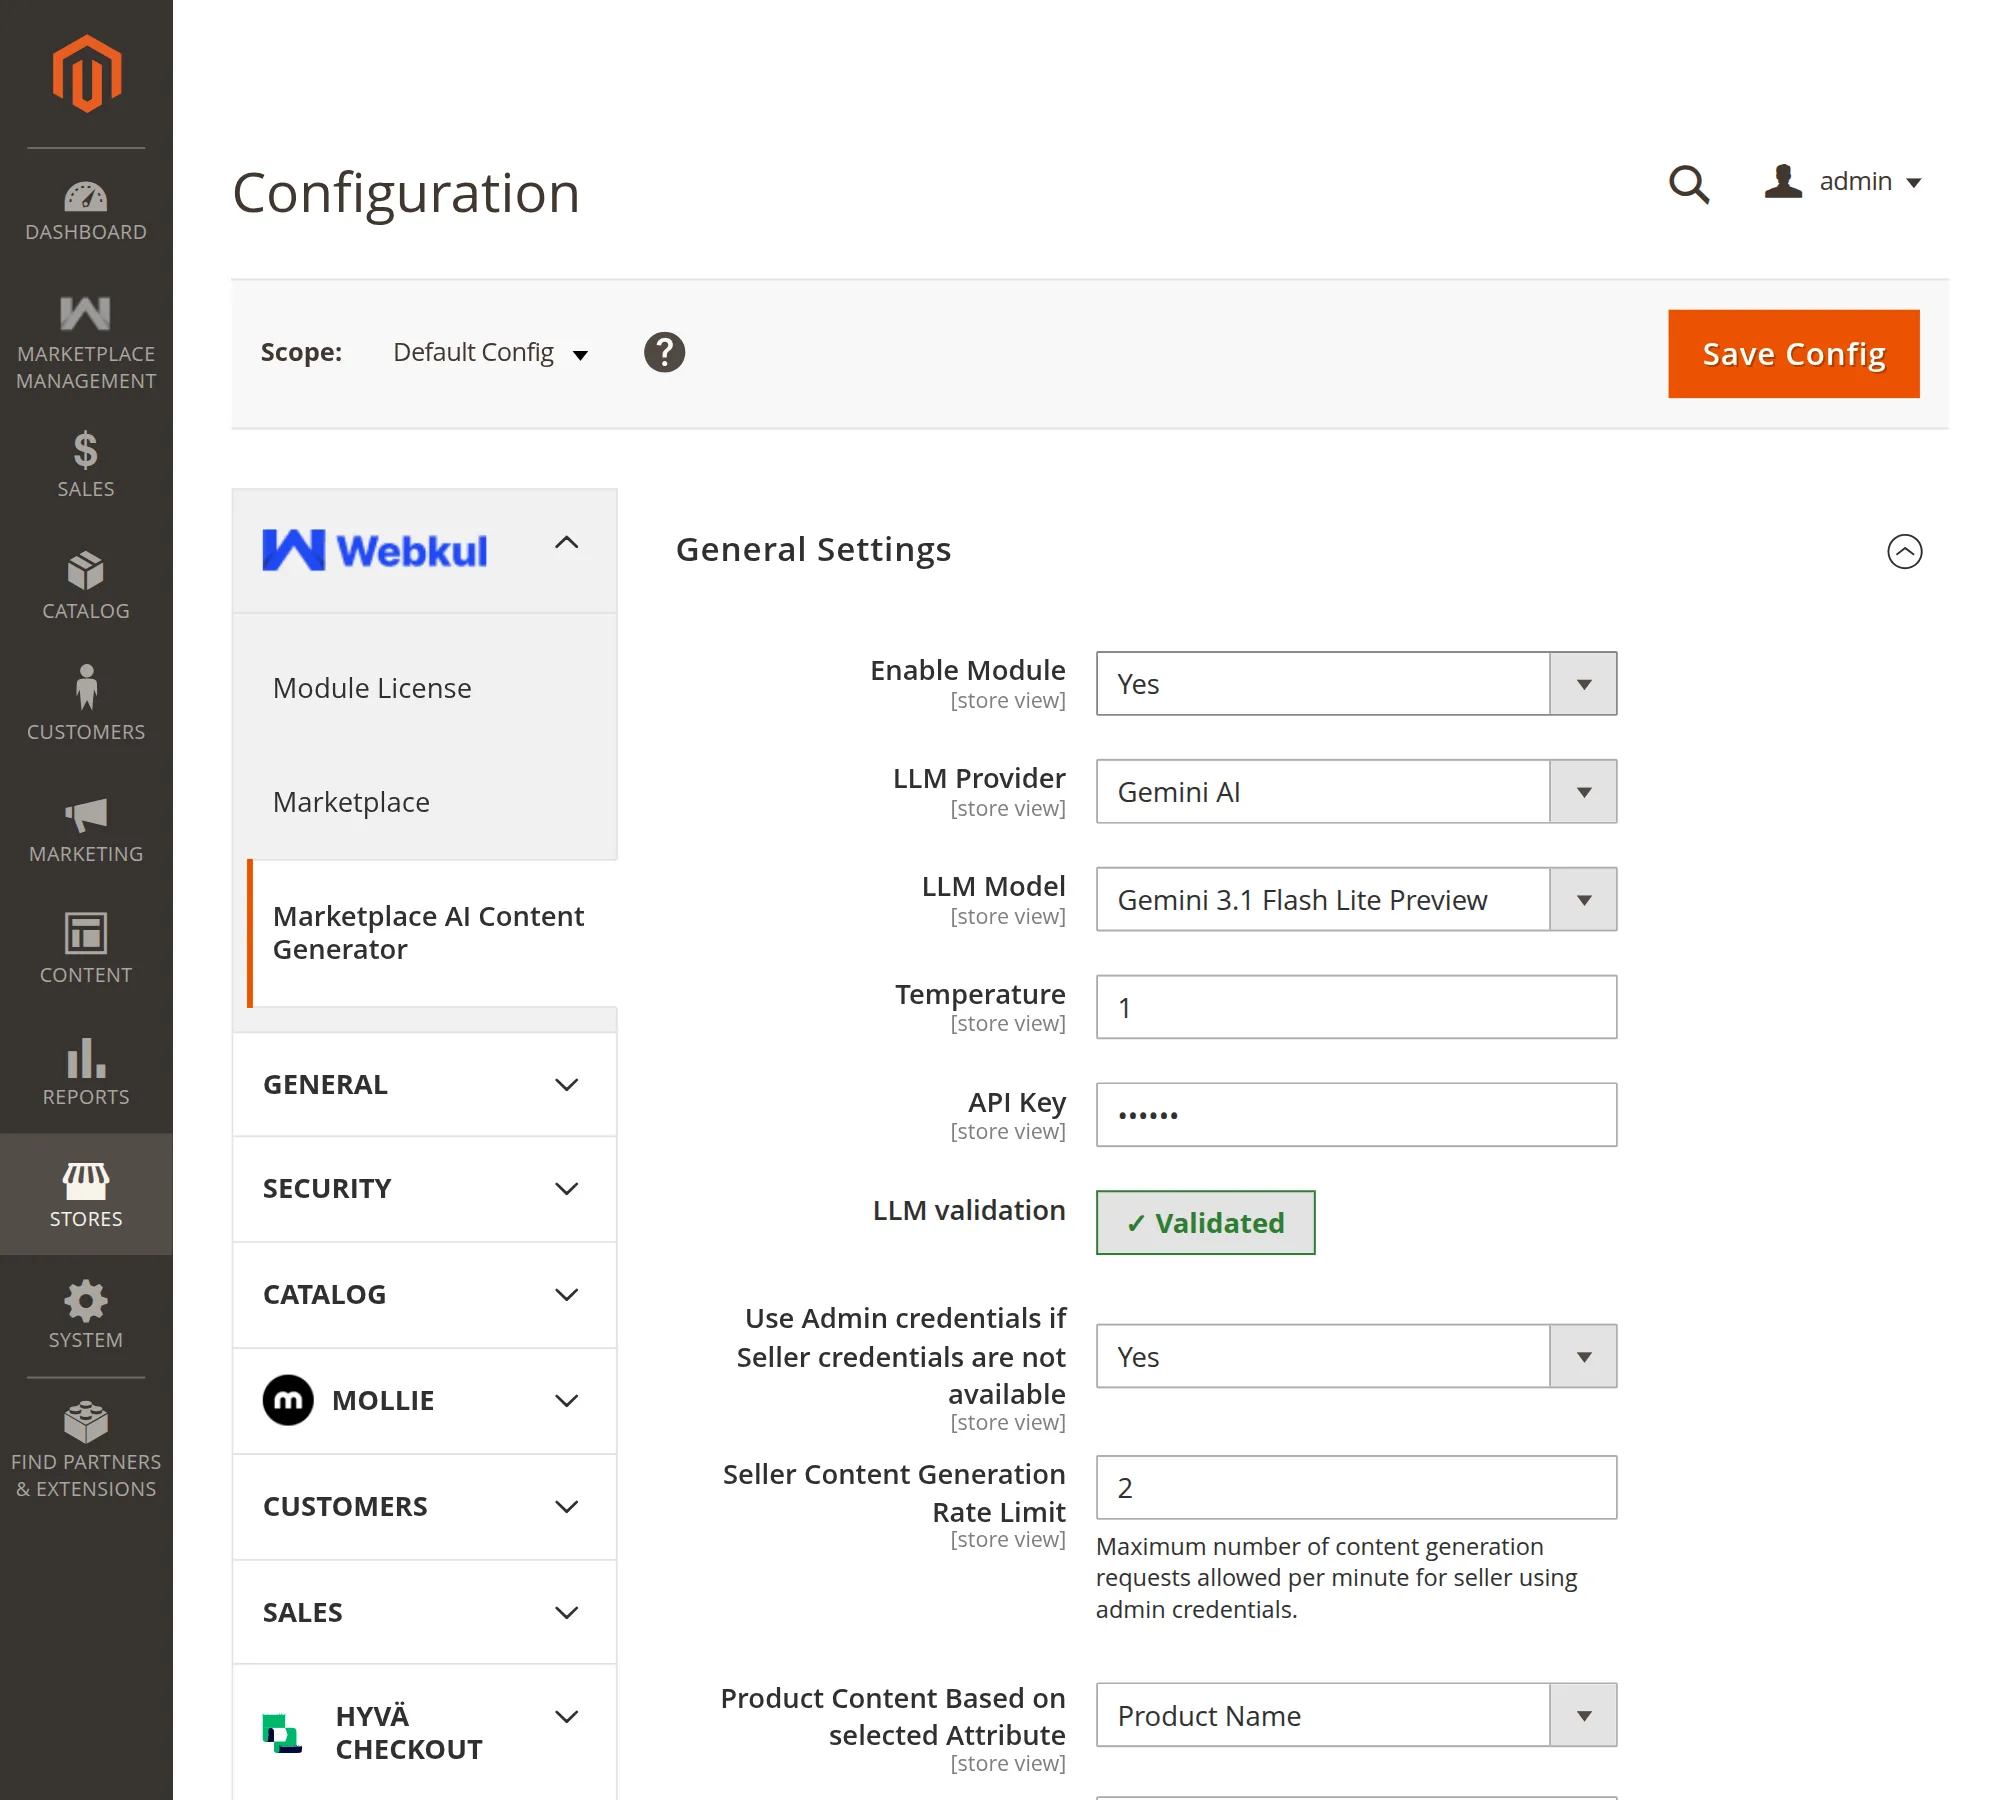 DASHBOARD
MARKETPLACE
MANAGEMENT
SALES
CATALOG
CUSTOMERS
MARKETING
CONTENT
REPORTS
STORES
SYSTEM
FIND PARTNERS
& EXTENSIONS
Configuration
admin
Scope: Default Config ?
Save Config
Webkul
Module License
Marketplace
Marketplace AI Content
Generator
GENERAL
SECURITY
CATALOG
m MOLLIE
CUSTOMERS
SALES
HYVÄ
CHECKOUT
General Settings
Enable Module
[store view]
Yes
LLM Provider
[store view]
Gemini AI
LLM Model
[store view]
Gemini 3.1 Flash Lite Preview
Temperature
[store view]
1
API Key
[store view]
••••••
LLM validation
✓ Validated
Use Admin credentials if
Seller credentials are not
available
[store view]
Yes
Seller Content Generation
Rate Limit
[store view]
2
Maximum number of content generation
requests allowed per minute for seller using
admin credentials.
Product Content Based on
selected Attribute
[store view]
Product Name